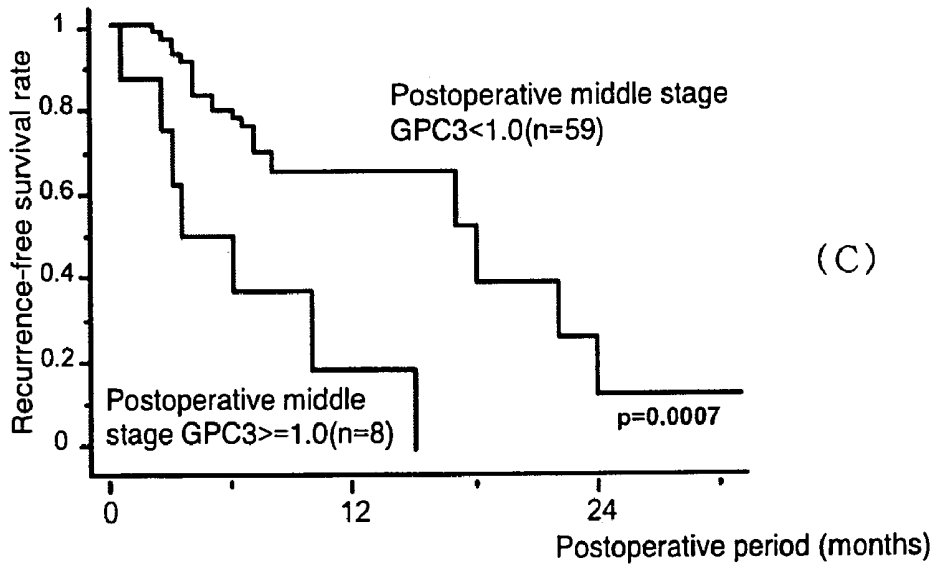 Recurrence-free survival rate
1
0.8
0.6
0.4
0.2
0
Postoperative middle stage
GPC3<1.0(n=59)
(C)
Postoperative middle
stage GPC3>=1.0(n=8)
p=0.0007
0
12
24
Postoperative period (months)